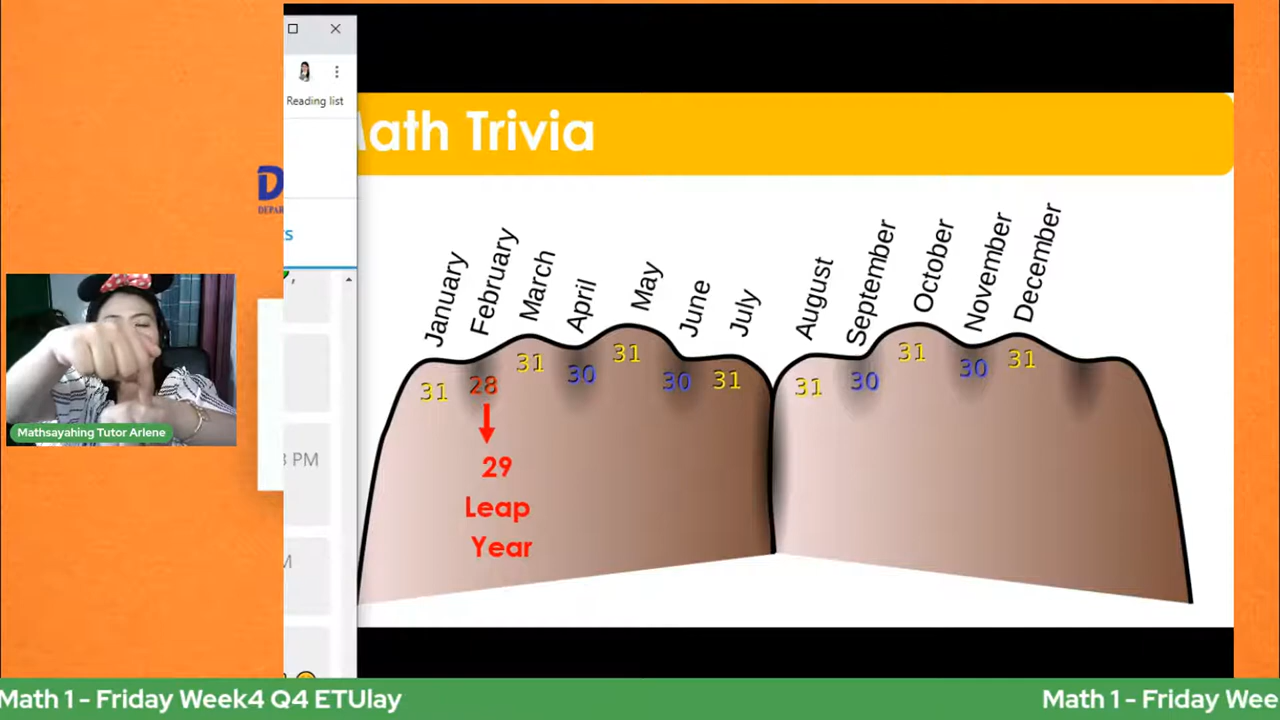 Reading list
ath Trivia
D
DEPAR
s
January
February
March
April
May
June
July
August
September
October
November
December
31
28
31
30
31
30
31
31
30
31
30
31
29
Leap
Year
Mathsayahing Tutor Arlene
PM
Math 1 - Friday Week4 Q4 ETUlay
Math 1 - Friday Wee